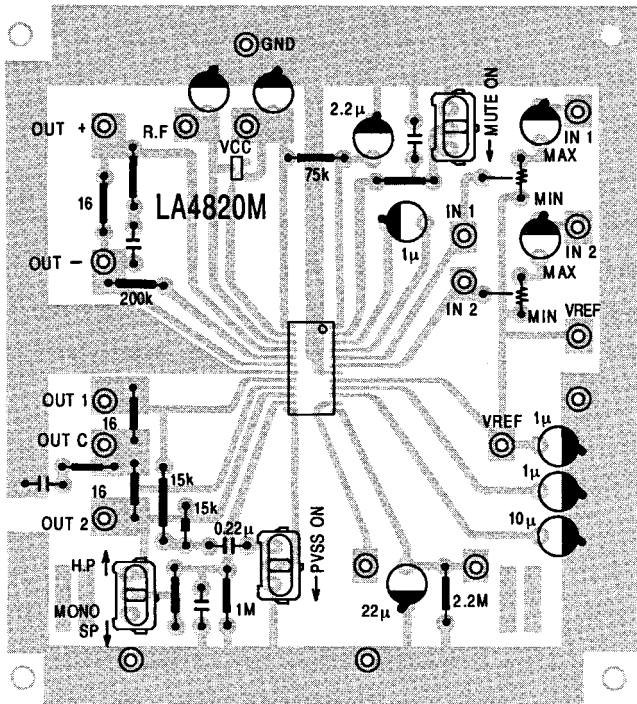 GND
OUT +
R.F
VCC
2.2μ
MUTE ON
IN 1
MAX
MIN
75k
16
LA4820M
IN 1
1μ
IN 2
MAX
OUT −
200k
IN 2
MIN
VREF
OUT 1
16
OUT C
VREF
1μ
16
15k
1μ
15k
OUT 2
0.22μ
PVSS ON
10μ
H.P
MONO
SP
1M
22μ
2.2M